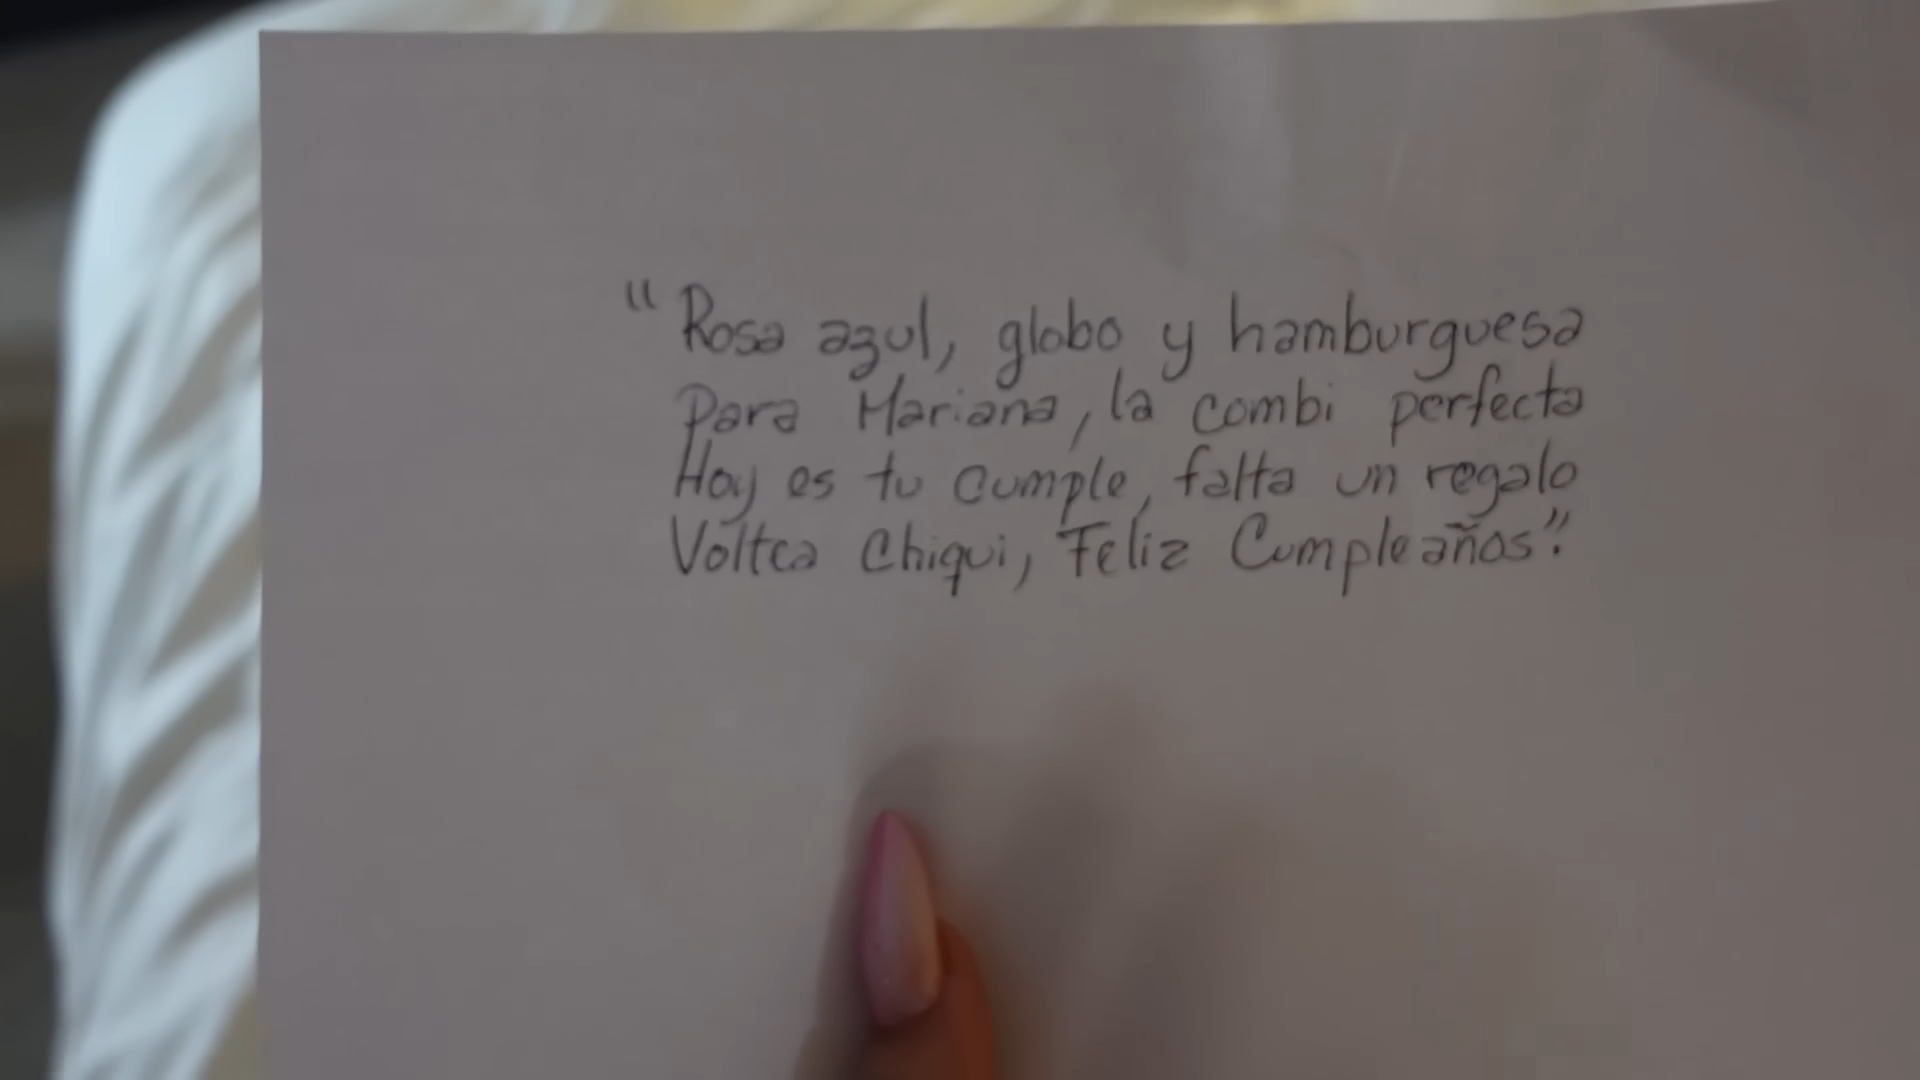 “Rosa azul, globo y hamburguesa
Para Mariana, la combi perfecta
Hoy es tu cumple, falta un regalo
Voltea Chiqui, Feliz Cumpleaños”.